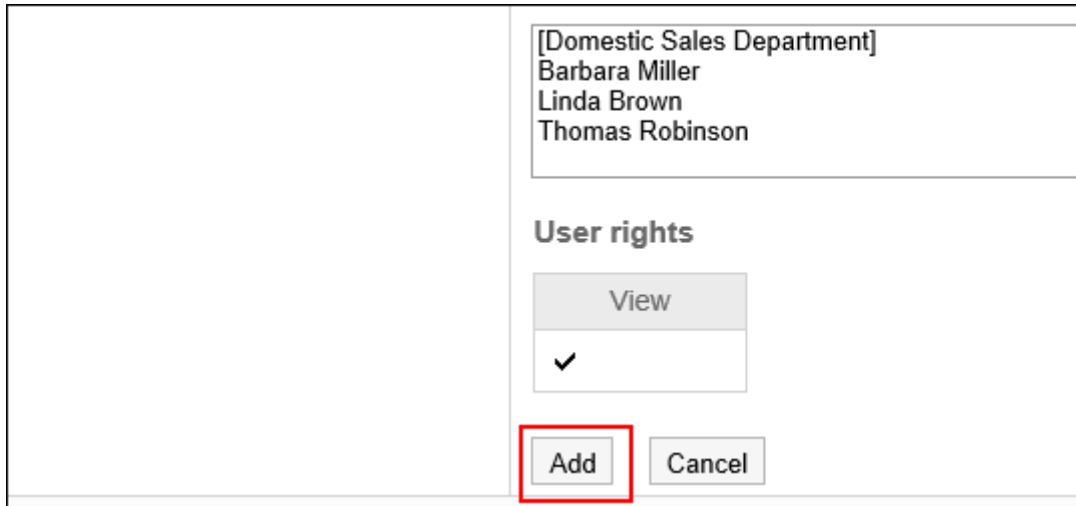 [Domestic Sales Department]
Barbara Miller
Linda Brown
Thomas Robinson
User rights
View
Add Cancel